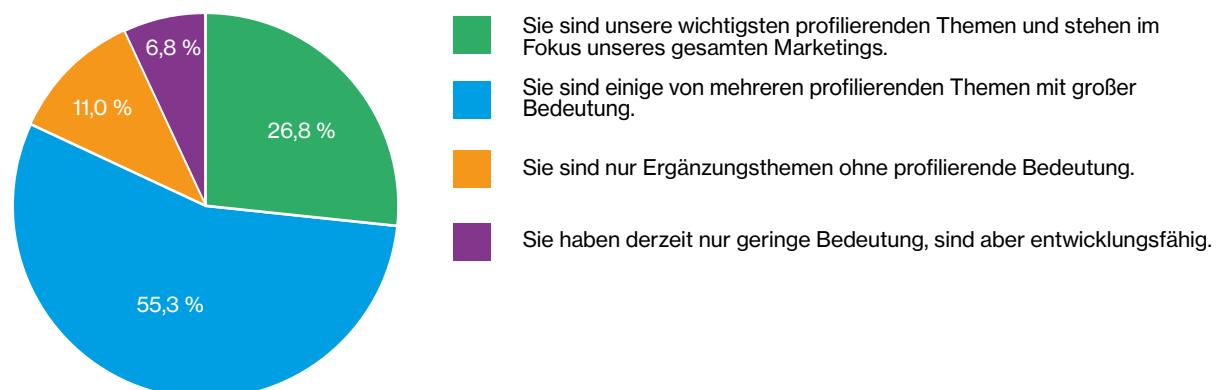 6,8 %
11,0 %
26,8 %
55,3 %
Sie sind unsere wichtigsten profilierenden Themen und stehen im
Fokus unseres gesamten Marketings.
Sie sind einige von mehreren profilierenden Themen mit großer
Bedeutung.
Sie sind nur Ergänzungsthemen ohne profilierende Bedeutung.
Sie haben derzeit nur geringe Bedeutung, sind aber entwicklungsfähig.